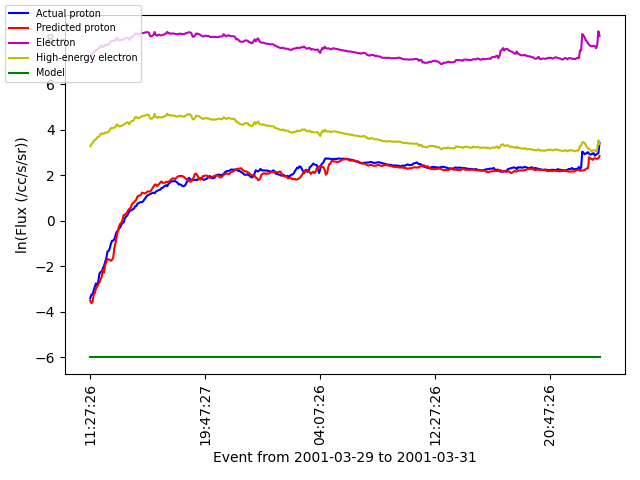 Actual proton
Predicted proton
Electron
High-energy electron
Model
8
6
4
2
0
−2
−4
−6
ln(Flux (/cc/s/sr))
11:27:26
19:47:27
04:07:26
12:27:26
20:47:26
Event from 2001-03-29 to 2001-03-31